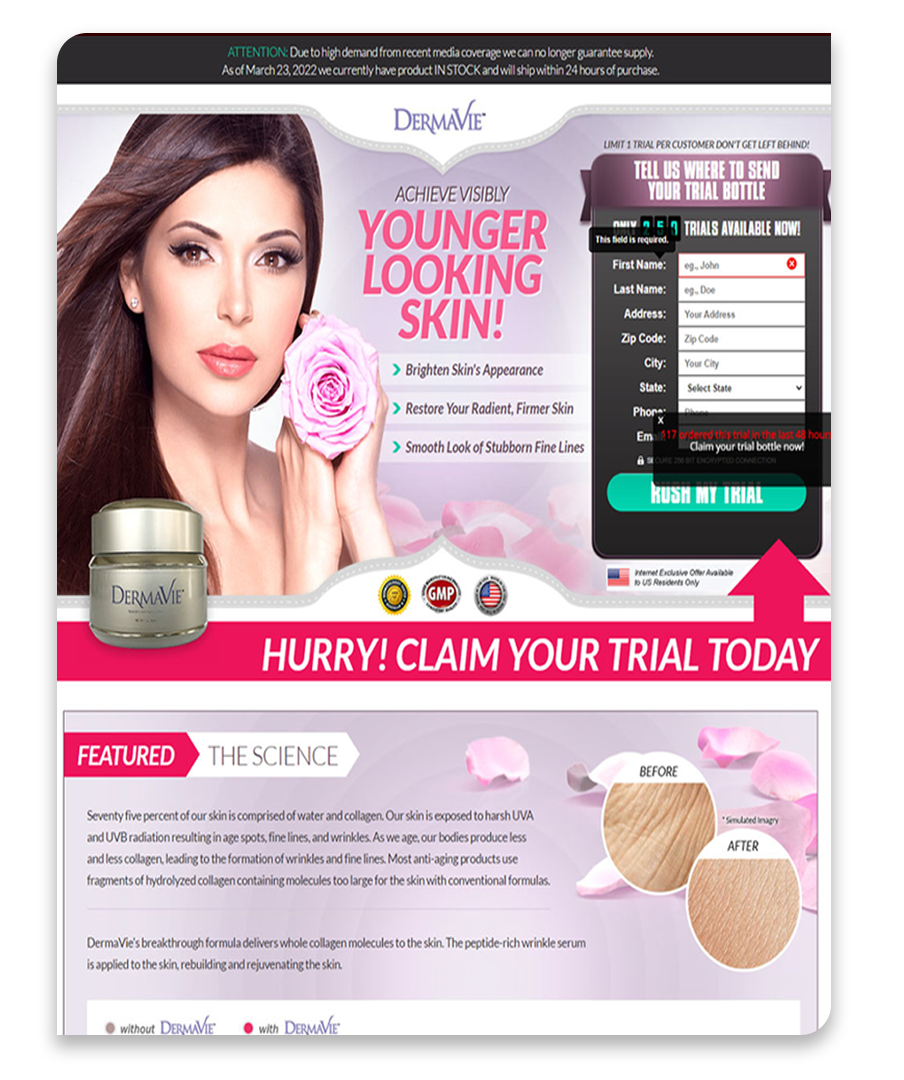 ATTENTION: Due to high demand from recent media coverage we can no longer guarantee supply.
As of March 23, 2022 we currently have product IN STOCK and will ship within 24 hours of purchase.
DERMAVIE
LIMIT 1 TRIAL PER CUSTOMER DON'T GET LEFT BEHIND!
TELL US WHERE TO SEND
YOUR TRIAL BOTTLE
ONLY 250 TRIALS AVAILABLE NOW!
This field is required.
First Name: eg., John
Last Name: eg., Doe
Address: Your Address
Zip Code: Zip Code
City: Your City
State: Select State
Phone: Phone
X
Em
117 ordered this trial in the last 48 hours
Claim your trial bottle now!
SECURE 256 BIT ENCRYPTED CONNECTION
RUSH MY TRIAL
Internet Exclusive Offer Available
to US Residents Only
ACHIEVE VISIBLY
YOUNGER
LOOKING
SKIN!
Brighten Skin's Appearance
Restore Your Radient, Firmer Skin
Smooth Look of Stubborn Fine Lines
DERMAVIE
GMP
HURRY! CLAIM YOUR TRIAL TODAY
FEATURED THE SCIENCE
BEFORE
* Simulated Imagry
AFTER
Seventy five percent of our skin is comprised of water and collagen. Our skin is exposed to harsh UVA
and UVB radiation resulting in age spots, fine lines, and wrinkles. As we age, our bodies produce less
and less collagen, leading to the formation of wrinkles and fine lines. Most anti-aging products use
fragments of hydrolyzed collagen containing molecules too large for the skin with conventional formulas.
DermaVie's breakthrough formula delivers whole collagen molecules to the skin. The peptide-rich wrinkle serum
is applied to the skin, rebuilding and rejuvenating the skin.
without DERMAVIE with DERMAVIE